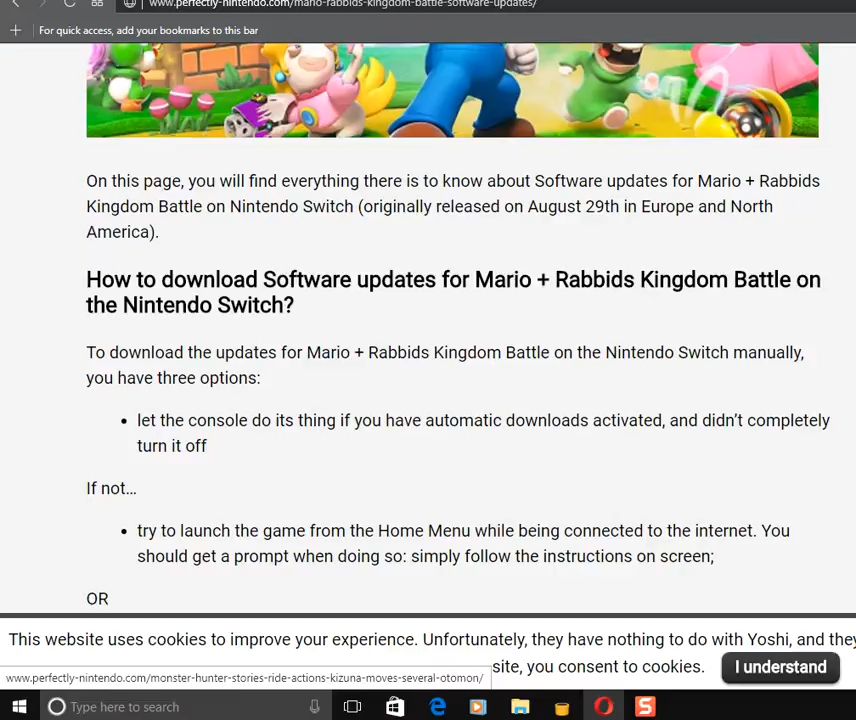 www.perfectly-nintendo.com/mario-rabbids-kingdom-battle-software-updates/
For quick access, add your bookmarks to this bar
On this page, you will find everything there is to know about Software updates for Mario + Rabbids
Kingdom Battle on Nintendo Switch (originally released on August 29th in Europe and North
America).
How to download Software updates for Mario + Rabbids Kingdom Battle on
the Nintendo Switch?
To download the updates for Mario + Rabbids Kingdom Battle on the Nintendo Switch manually,
you have three options:
• let the console do its thing if you have automatic downloads activated, and didn't completely
turn it off
If not...
• try to launch the game from the Home Menu while being connected to the internet. You
should get a prompt when doing so: simply follow the instructions on screen;
OR
This website uses cookies to improve your experience. Unfortunately, they have nothing to do with Yoshi, and they
site, you consent to cookies. I understand
www.perfectly-nintendo.com/monster-hunter-stories-ride-actions-kizuna-moves-several-otomon/
Type here to search